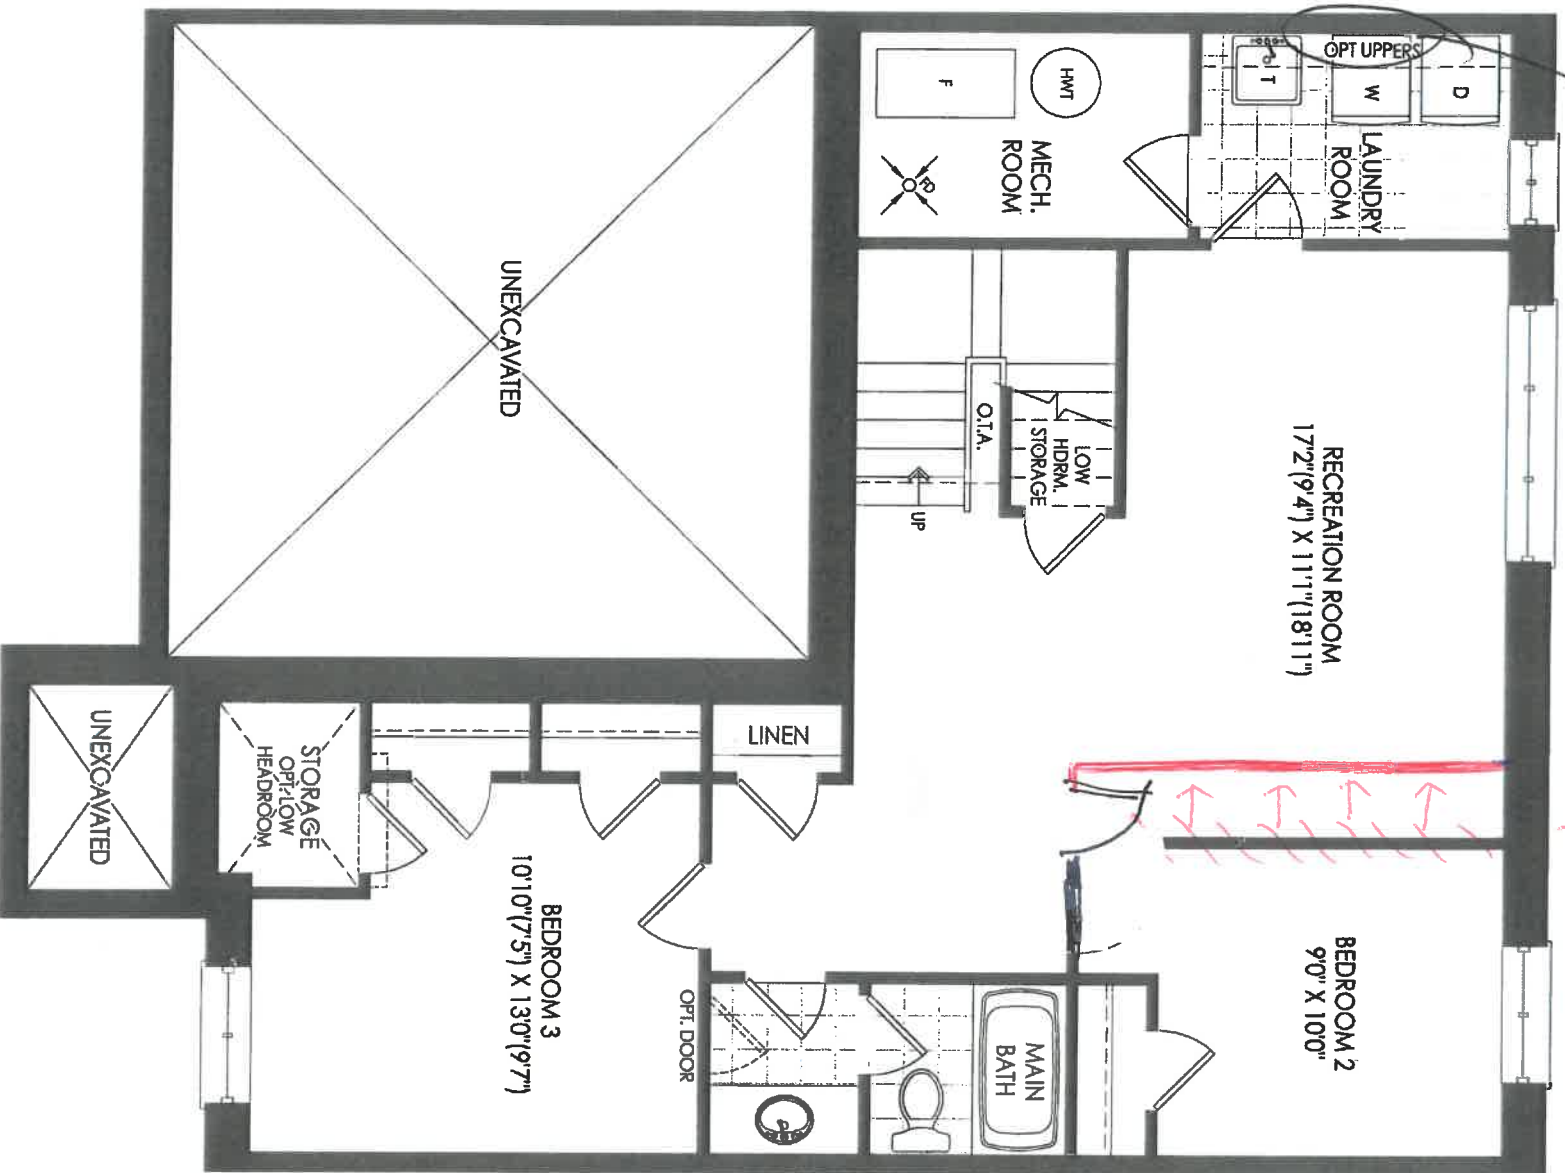 OPT UPPERS
T
W
D
LAUNDRY
ROOM
F
HWT
MECH.
ROOM
FD
UNEXCAVATED
O.T.A.
LOW
HDRM.
STORAGE
UP
RECREATION ROOM
17'2"(9'4") X 11'1"(18'11")
LINEN
STORAGE
OPT. LOW
HEADROOM
UNEXCAVATED
BEDROOM 3
10'10"(7'5") X 13'0"(9'7")
OPT. DOOR
MAIN
BATH
BEDROOM 2
9'0" X 10'0"